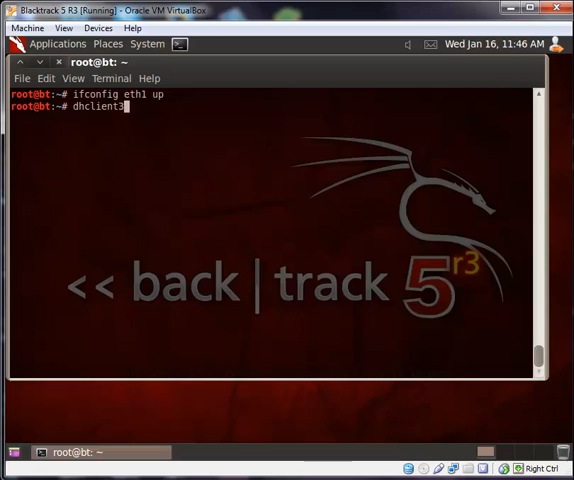 Blacktrack 5 R3 [Running] - Oracle VM VirtualBox
Machine View Devices Help
Applications Places System Wed Jan 16, 11:46 AM
root@bt: ~
File Edit View Terminal Help
root@bt:~# ifconfig eth1 up
root@bt:~# dhclient3
<< back | track 5 r3
root@bt: ~
Right Ctrl